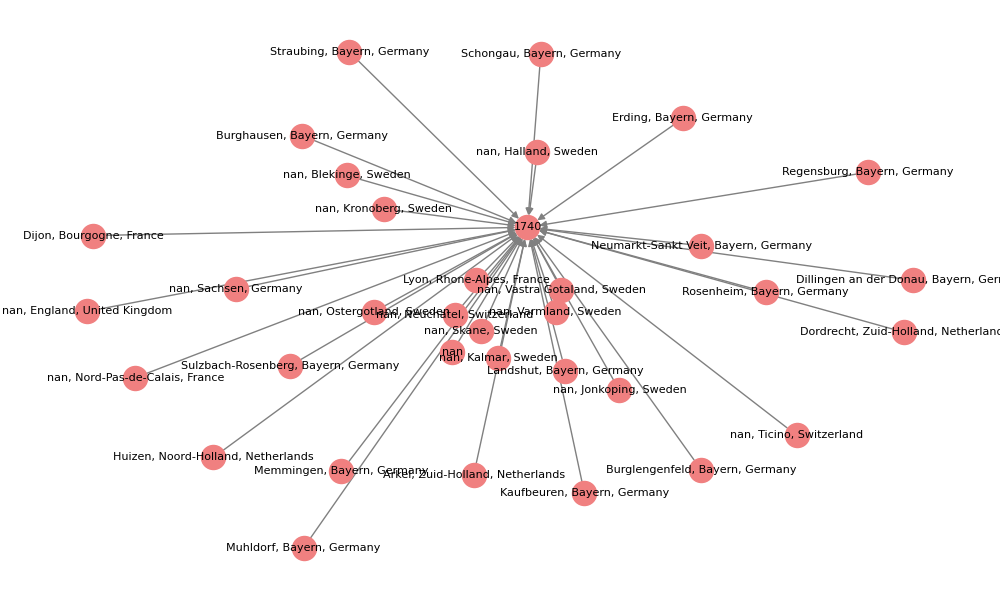 Straubing, Bayern, Germany
Schongau, Bayern, Germany
Erding, Bayern, Germany
Burghausen, Bayern, Germany
nan, Halland, Sweden
Regensburg, Bayern, Germany
nan, Blekinge, Sweden
nan, Kronoberg, Sweden
1740
Dijon, Bourgogne, France
Neumarkt-Sankt Veit, Bayern, Germany
Lyon, Rhone-Alpes, France
Dillingen an der Donau, Bayern, Ger
nan, Sachsen, Germany
nan, Vastra Gotaland, Sweden
Rosenheim, Bayern, Germany
nan, England, United Kingdom
nan, Ostergotland, Sweden
nan, Neuchatel, Switzerland
nan, Varmland, Sweden
nan, Skane, Sweden
Dordrecht, Zuid-Holland, Netherlands
nan
nan, Kalmar, Sweden
Sulzbach-Rosenberg, Bayern, Germany
Landshut, Bayern, Germany
nan, Nord-Pas-de-Calais, France
nan, Jonkoping, Sweden
nan, Ticino, Switzerland
Huizen, Noord-Holland, Netherlands
Memmingen, Bayern, Germany
Arkel, Zuid-Holland, Netherlands
Burglengenfeld, Bayern, Germany
Kaufbeuren, Bayern, Germany
Muhldorf, Bayern, Germany